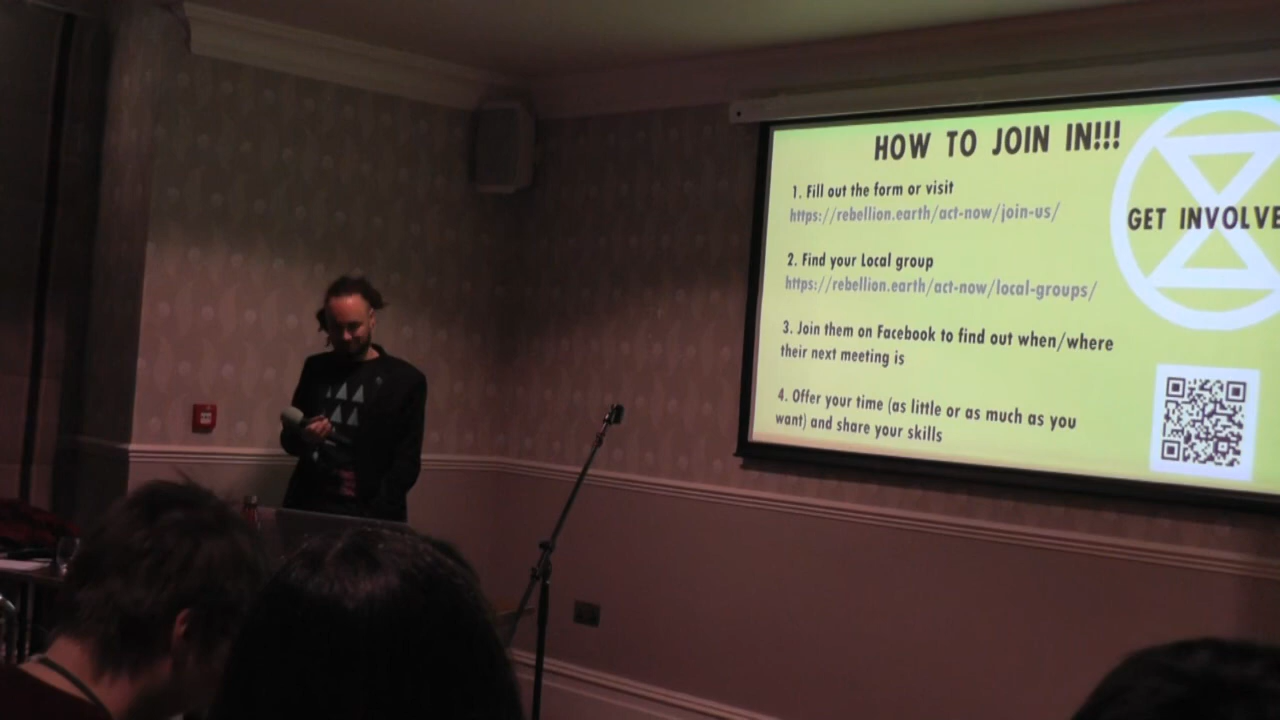 HOW TO JOIN IN!!!
1. Fill out the form or visit
https://rebellion.earth/act-now/join-us/
GET INVOLVE
2. Find your Local group
https://rebellion.earth/act-now/local-groups/
3. Join them on Facebook to find out when/where
their next meeting is
4. Offer your time (as little or as much as you
want) and share your skills